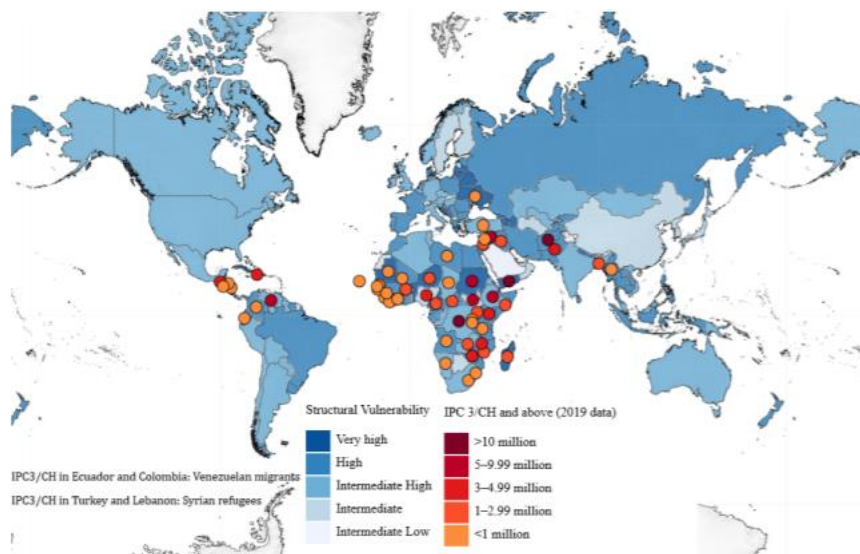 Structural Vulnerability
Very high
High
Intermediate High
Intermediate
Intermediate Low
IPC 3/CH and above (2019 data)
>10 million
5–9.99 million
3–4.99 million
1–2.99 million
<1 million
IPC3/CH in Ecuador and Colombia: Venezuelan migrants
IPC3/CH in Turkey and Lebanon: Syrian refugees